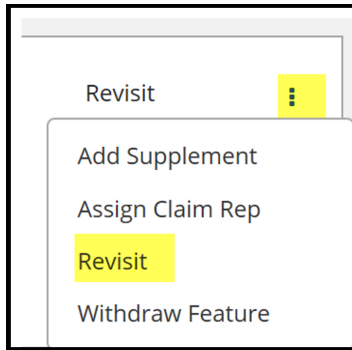 Revisit
Add Supplement
Assign Claim Rep
Revisit
Withdraw Feature